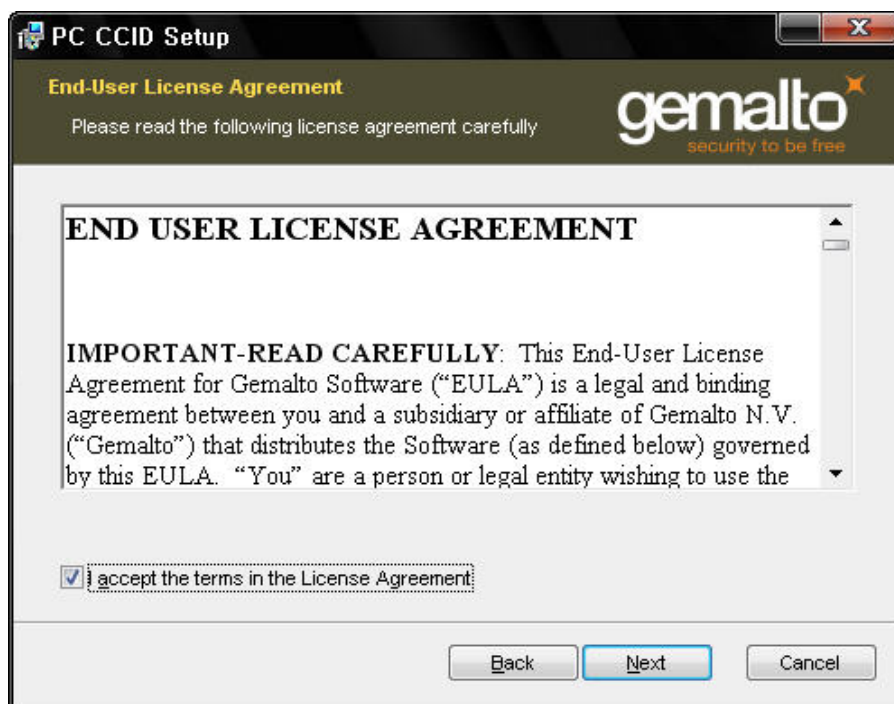 PC CCID Setup
End-User License Agreement
Please read the following license agreement carefully
gemalto
security to be free
END USER LICENSE AGREEMENT
IMPORTANT-READ CAREFULLY:  This End-User License
Agreement for Gemalto Software (“EULA”) is a legal and binding
agreement between you and a subsidiary or affiliate of Gemalto N.V.
(“Gemalto”) that distributes the Software (as defined below) governed
by this EULA.  “You” are a person or legal entity wishing to use the
I accept the terms in the License Agreement
Back Next Cancel